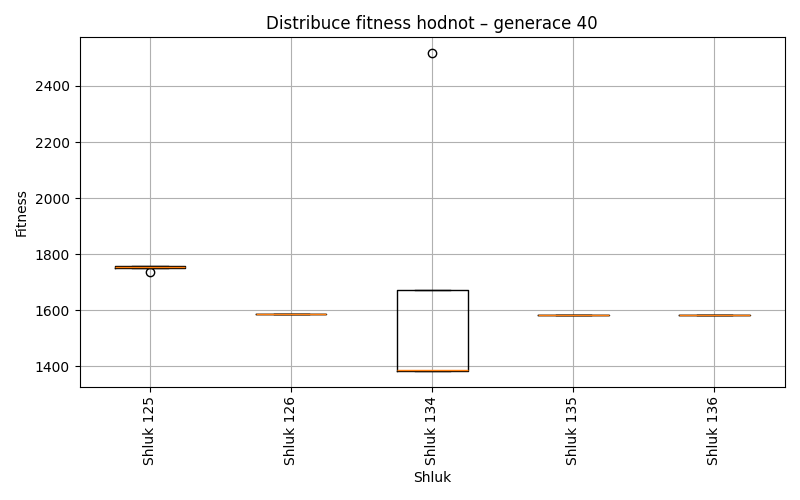 Distribuce fitness hodnot – generace 40
Fitness
2400
2200
2000
1800
1600
1400
Shluk 125
Shluk 126
Shluk 134
Shluk 135
Shluk 136
Shluk